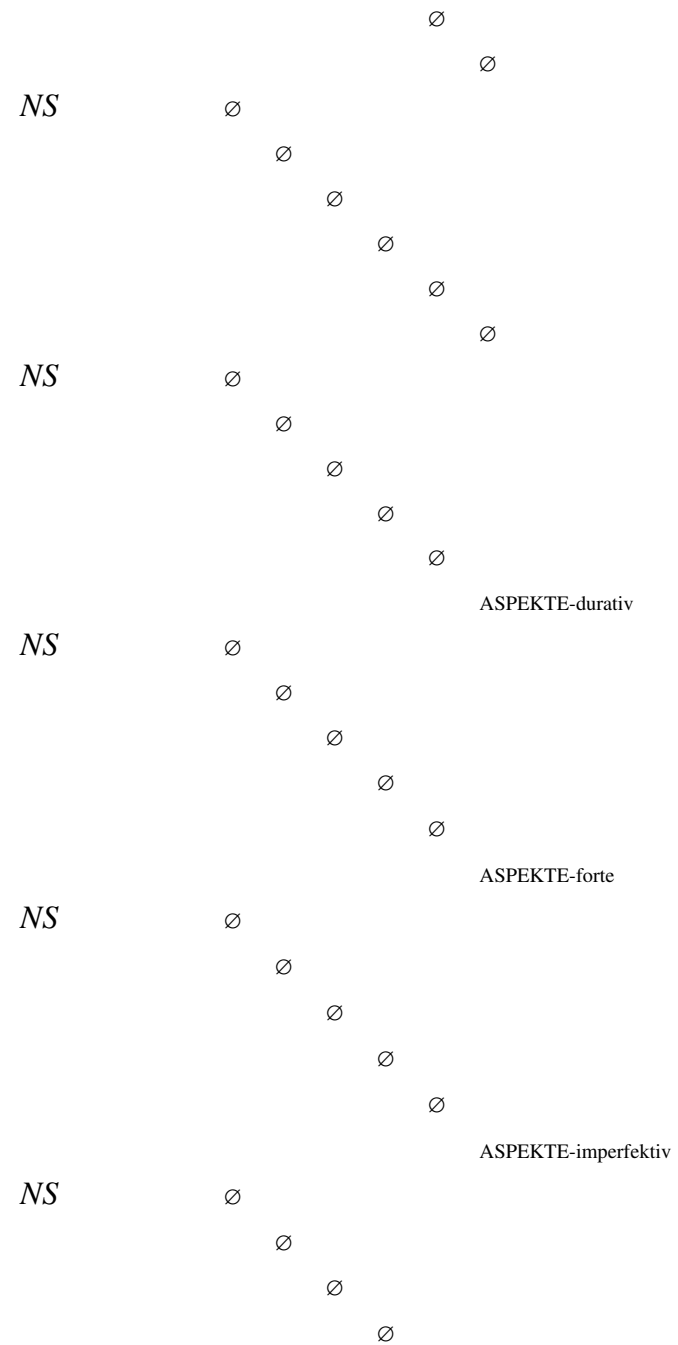 ∅
∅
NS ∅
∅
∅
∅
∅
∅
NS ∅
∅
∅
∅
∅
ASPEKTE-durativ
NS ∅
∅
∅
∅
∅
ASPEKTE-forte
NS ∅
∅
∅
∅
∅
ASPEKTE-imperfektiv
NS ∅
∅
∅
∅